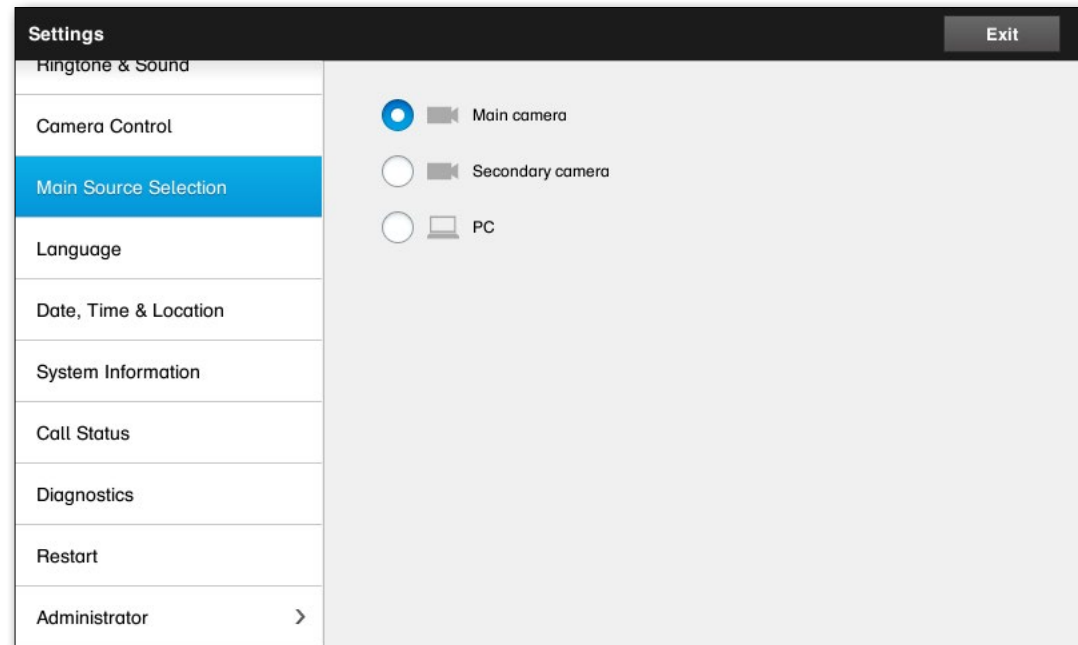 Settings
Exit
Ringtone & Sound
Camera Control
Main Source Selection
Language
Date, Time & Location
System Information
Call Status
Diagnostics
Restart
Administrator
Main camera
Secondary camera
PC